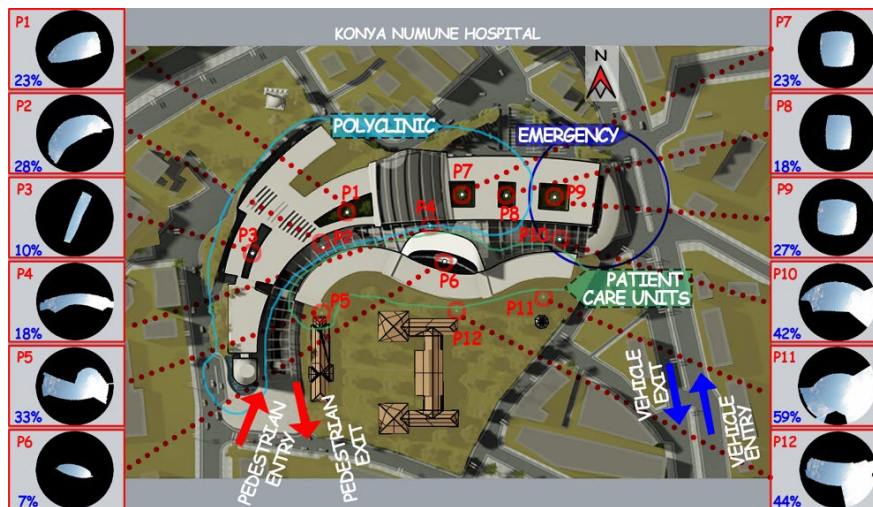 KONYA NUMUNE HOSPITAL
P1
23%
P2
28%
P3
10%
P4
18%
P5
33%
P6
7%
N
POLYCLINIC
EMERGENCY
P1
P2
P3
P4
P5
P6
P7
P8
P9
P10
P11
P12
PATIENT
CARE UNITS
PEDESTRIAN
ENTRY
PEDESTRIAN
EXIT
VEHICLE
EXIT
VEHICLE
ENTRY
P7
23%
P8
18%
P9
27%
P10
42%
P11
59%
P12
44%